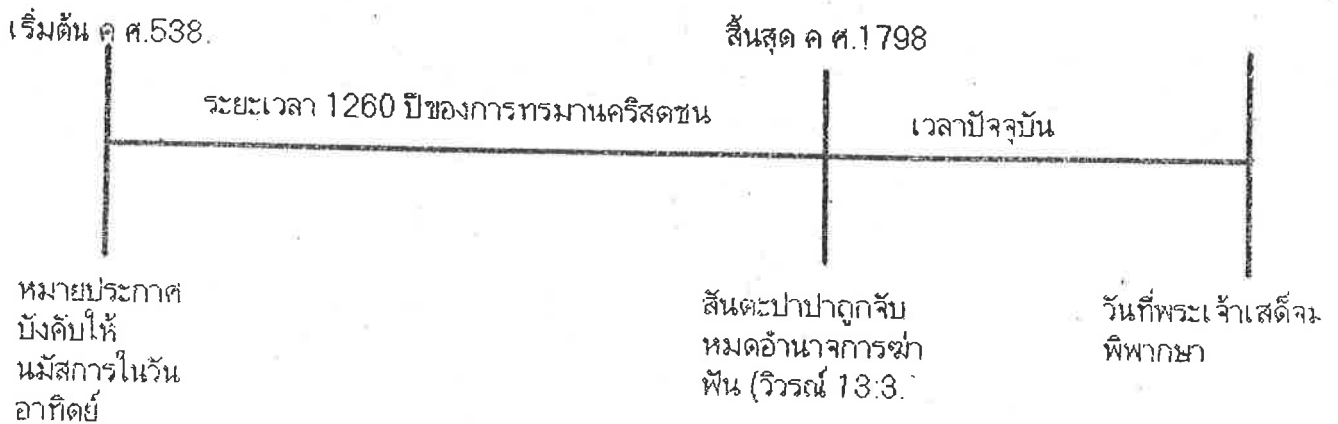 เริ่มต้น ค ศ.538.
สิ้นสุด ค ศ.1798
ระยะเวลา 1260 ปีของการทรมานคริสตชน
เวลาปัจจุบัน
หมายประกาศ
บังคับให้
นมัสการในวัน
อาทิตย์
สันตะปาปาถูกจับ
หมดอำนาจการฆ่า
ฟัน (วิวรณ์ 13:3.
วันที่พระเจ้าเสด็จม
พิพากษา